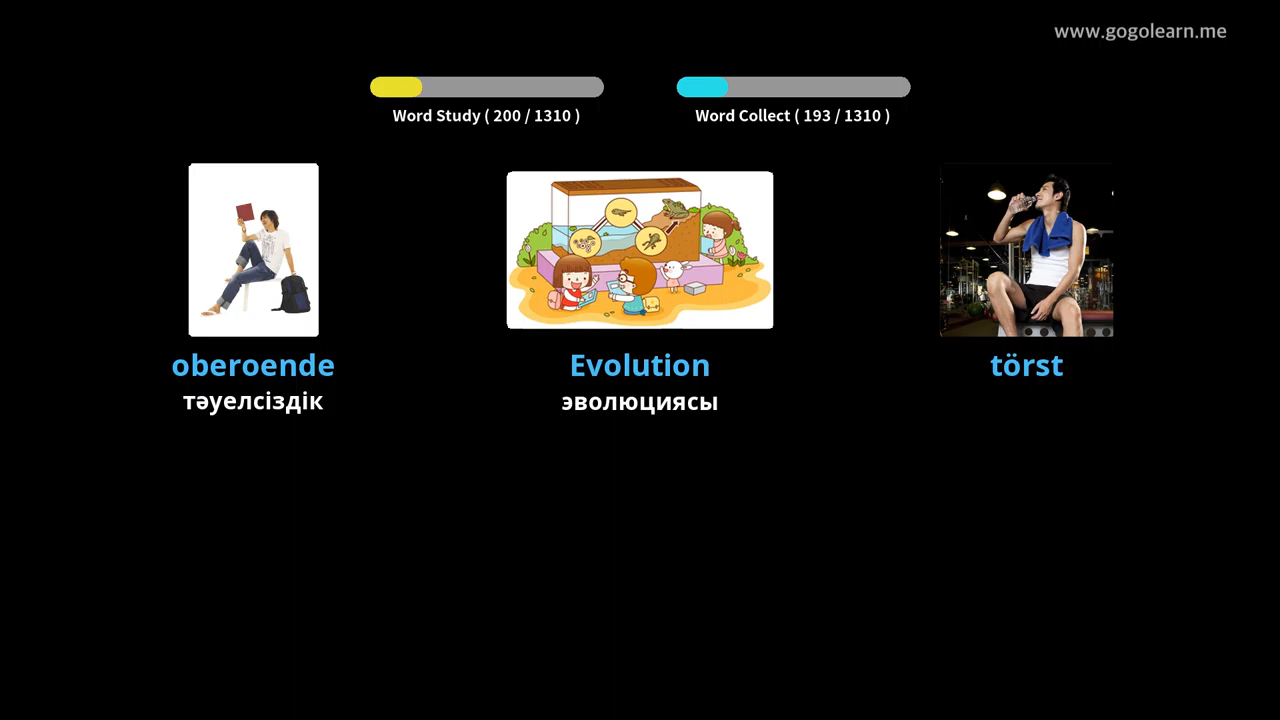 www.gogolearn.me
Word Study ( 200 / 1310 )
Word Collect ( 193 / 1310 )
oberoende
тәуелсіздік
Evolution
эволюциясы
törst